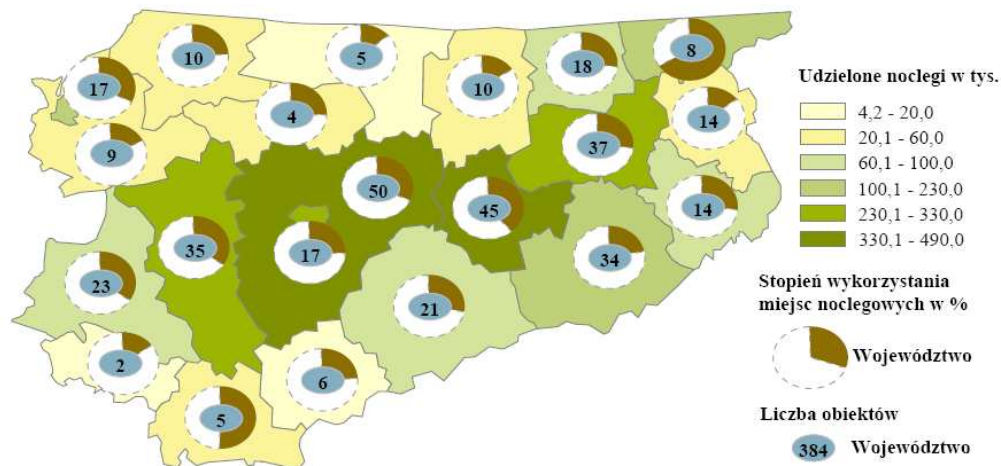 10
5
18
8
17
10
4
14
9
37
50
45
14
35
17
34
23
21
2
6
5
Udzielone noclegi w tys.
4,2 - 20,0
20,1 - 60,0
60,1 - 100,0
100,1 - 230,0
230,1 - 330,0
330,1 - 490,0
Stopień wykorzystania
miejsc noclegowych w %
Województwo
Liczba obiektów
384 Województwo